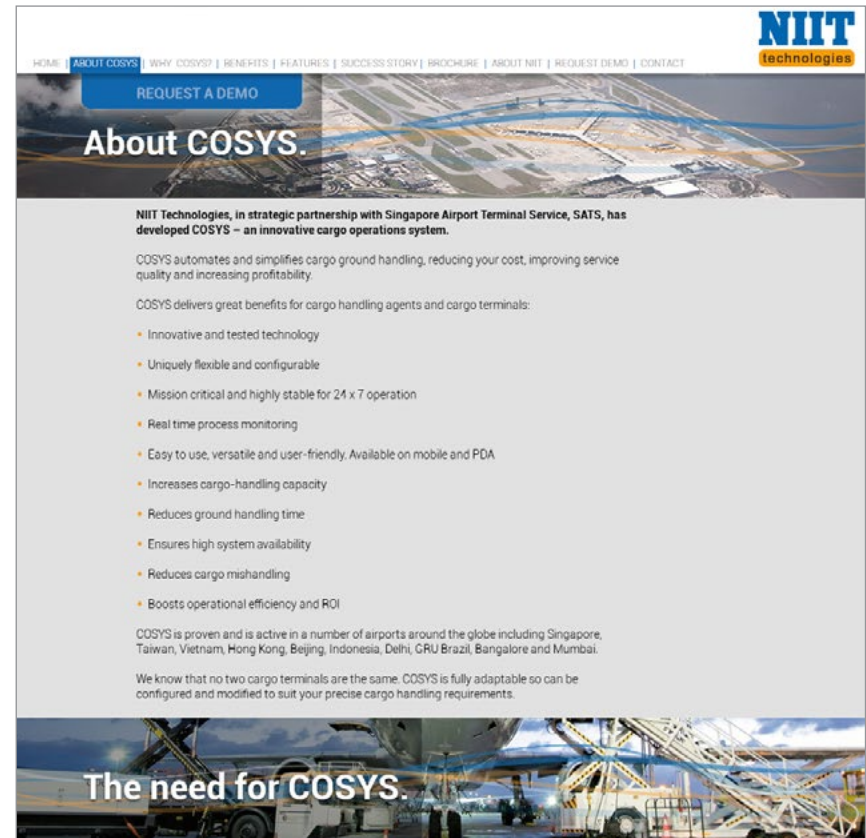 NIIT
technologies
HOME | ABOUT COSYS | WHY COSYS? | BENEFITS | FEATURES | SUCCESS STORY | BROCHURE | ABOUT NIIT | REQUEST DEMO | CONTACT
REQUEST A DEMO
About COSYS.
NIIT Technologies, in strategic partnership with Singapore Airport Terminal Service, SATS, has
developed COSYS – an innovative cargo operations system.
COSYS automates and simplifies cargo ground handling, reducing your cost, improving service
quality and increasing profitability.
COSYS delivers great benefits for cargo handling agents and cargo terminals:
• Innovative and tested technology
• Uniquely flexible and configurable
• Mission critical and highly stable for 24 x 7 operation
• Real time process monitoring
• Easy to use, versatile and user-friendly. Available on mobile and PDA
• Increases cargo-handling capacity
• Reduces ground handling time
• Ensures high system availability
• Reduces cargo mishandling
• Boosts operational efficiency and ROI
COSYS is proven and is active in a number of airports around the globe including Singapore,
Taiwan, Vietnam, Hong Kong, Beijing, Indonesia, Delhi, GRU Brazil, Bangalore and Mumbai.
We know that no two cargo terminals are the same. COSYS is fully adaptable so can be
configured and modified to suit your precise cargo handling requirements.
The need for COSYS.